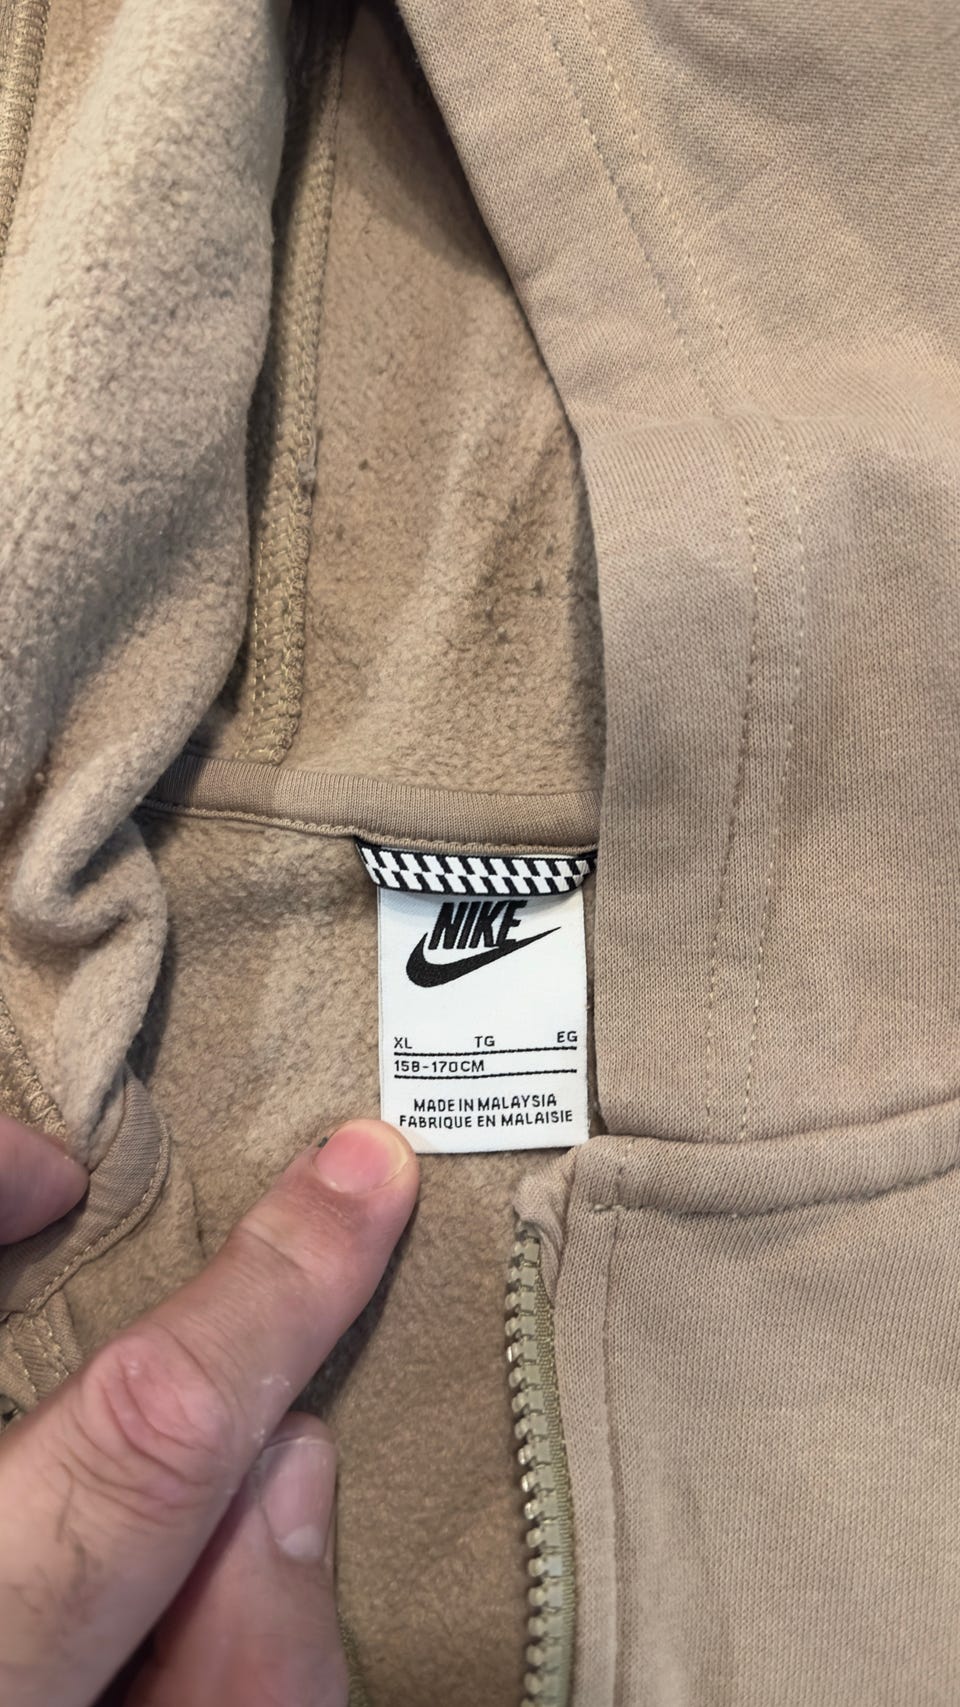 NIKE
XL TG EG
158-170CM
MADE IN MALAYSIA
FABRIQUE EN MALAISIE